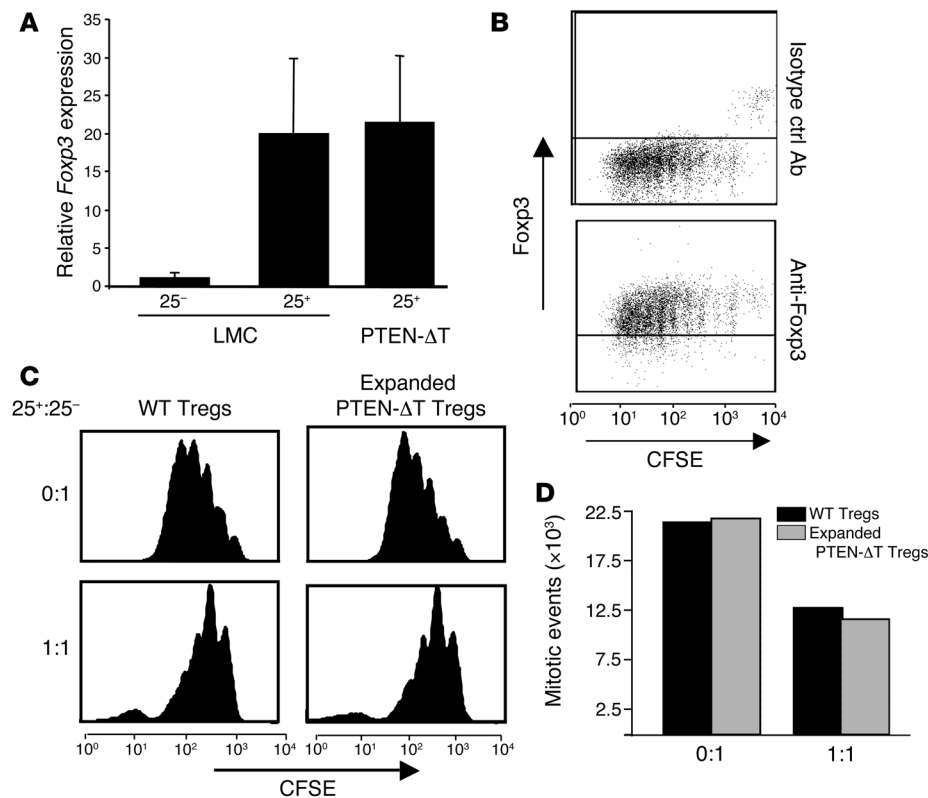 A
35
30
25
20
15
10
5
0
Relative Foxp3 expression
25⁻
25⁺
25⁺
LMC
PTEN-ΔT
B
Isotype ctrl Ab
Anti-Foxp3
Foxp3
10⁰ 10¹ 10² 10³ 10⁴
CFSE
C
25⁺:25⁻
WT Tregs
Expanded
PTEN-ΔT Tregs
0:1
1:1
10⁰ 10¹ 10² 10³ 10⁴
10⁰ 10¹ 10² 10³ 10⁴
CFSE
D
22.5
17.5
12.5
7.5
2.5
Mitotic events (×10³)
WT Tregs
Expanded
PTEN-ΔT Tregs
0:1
1:1